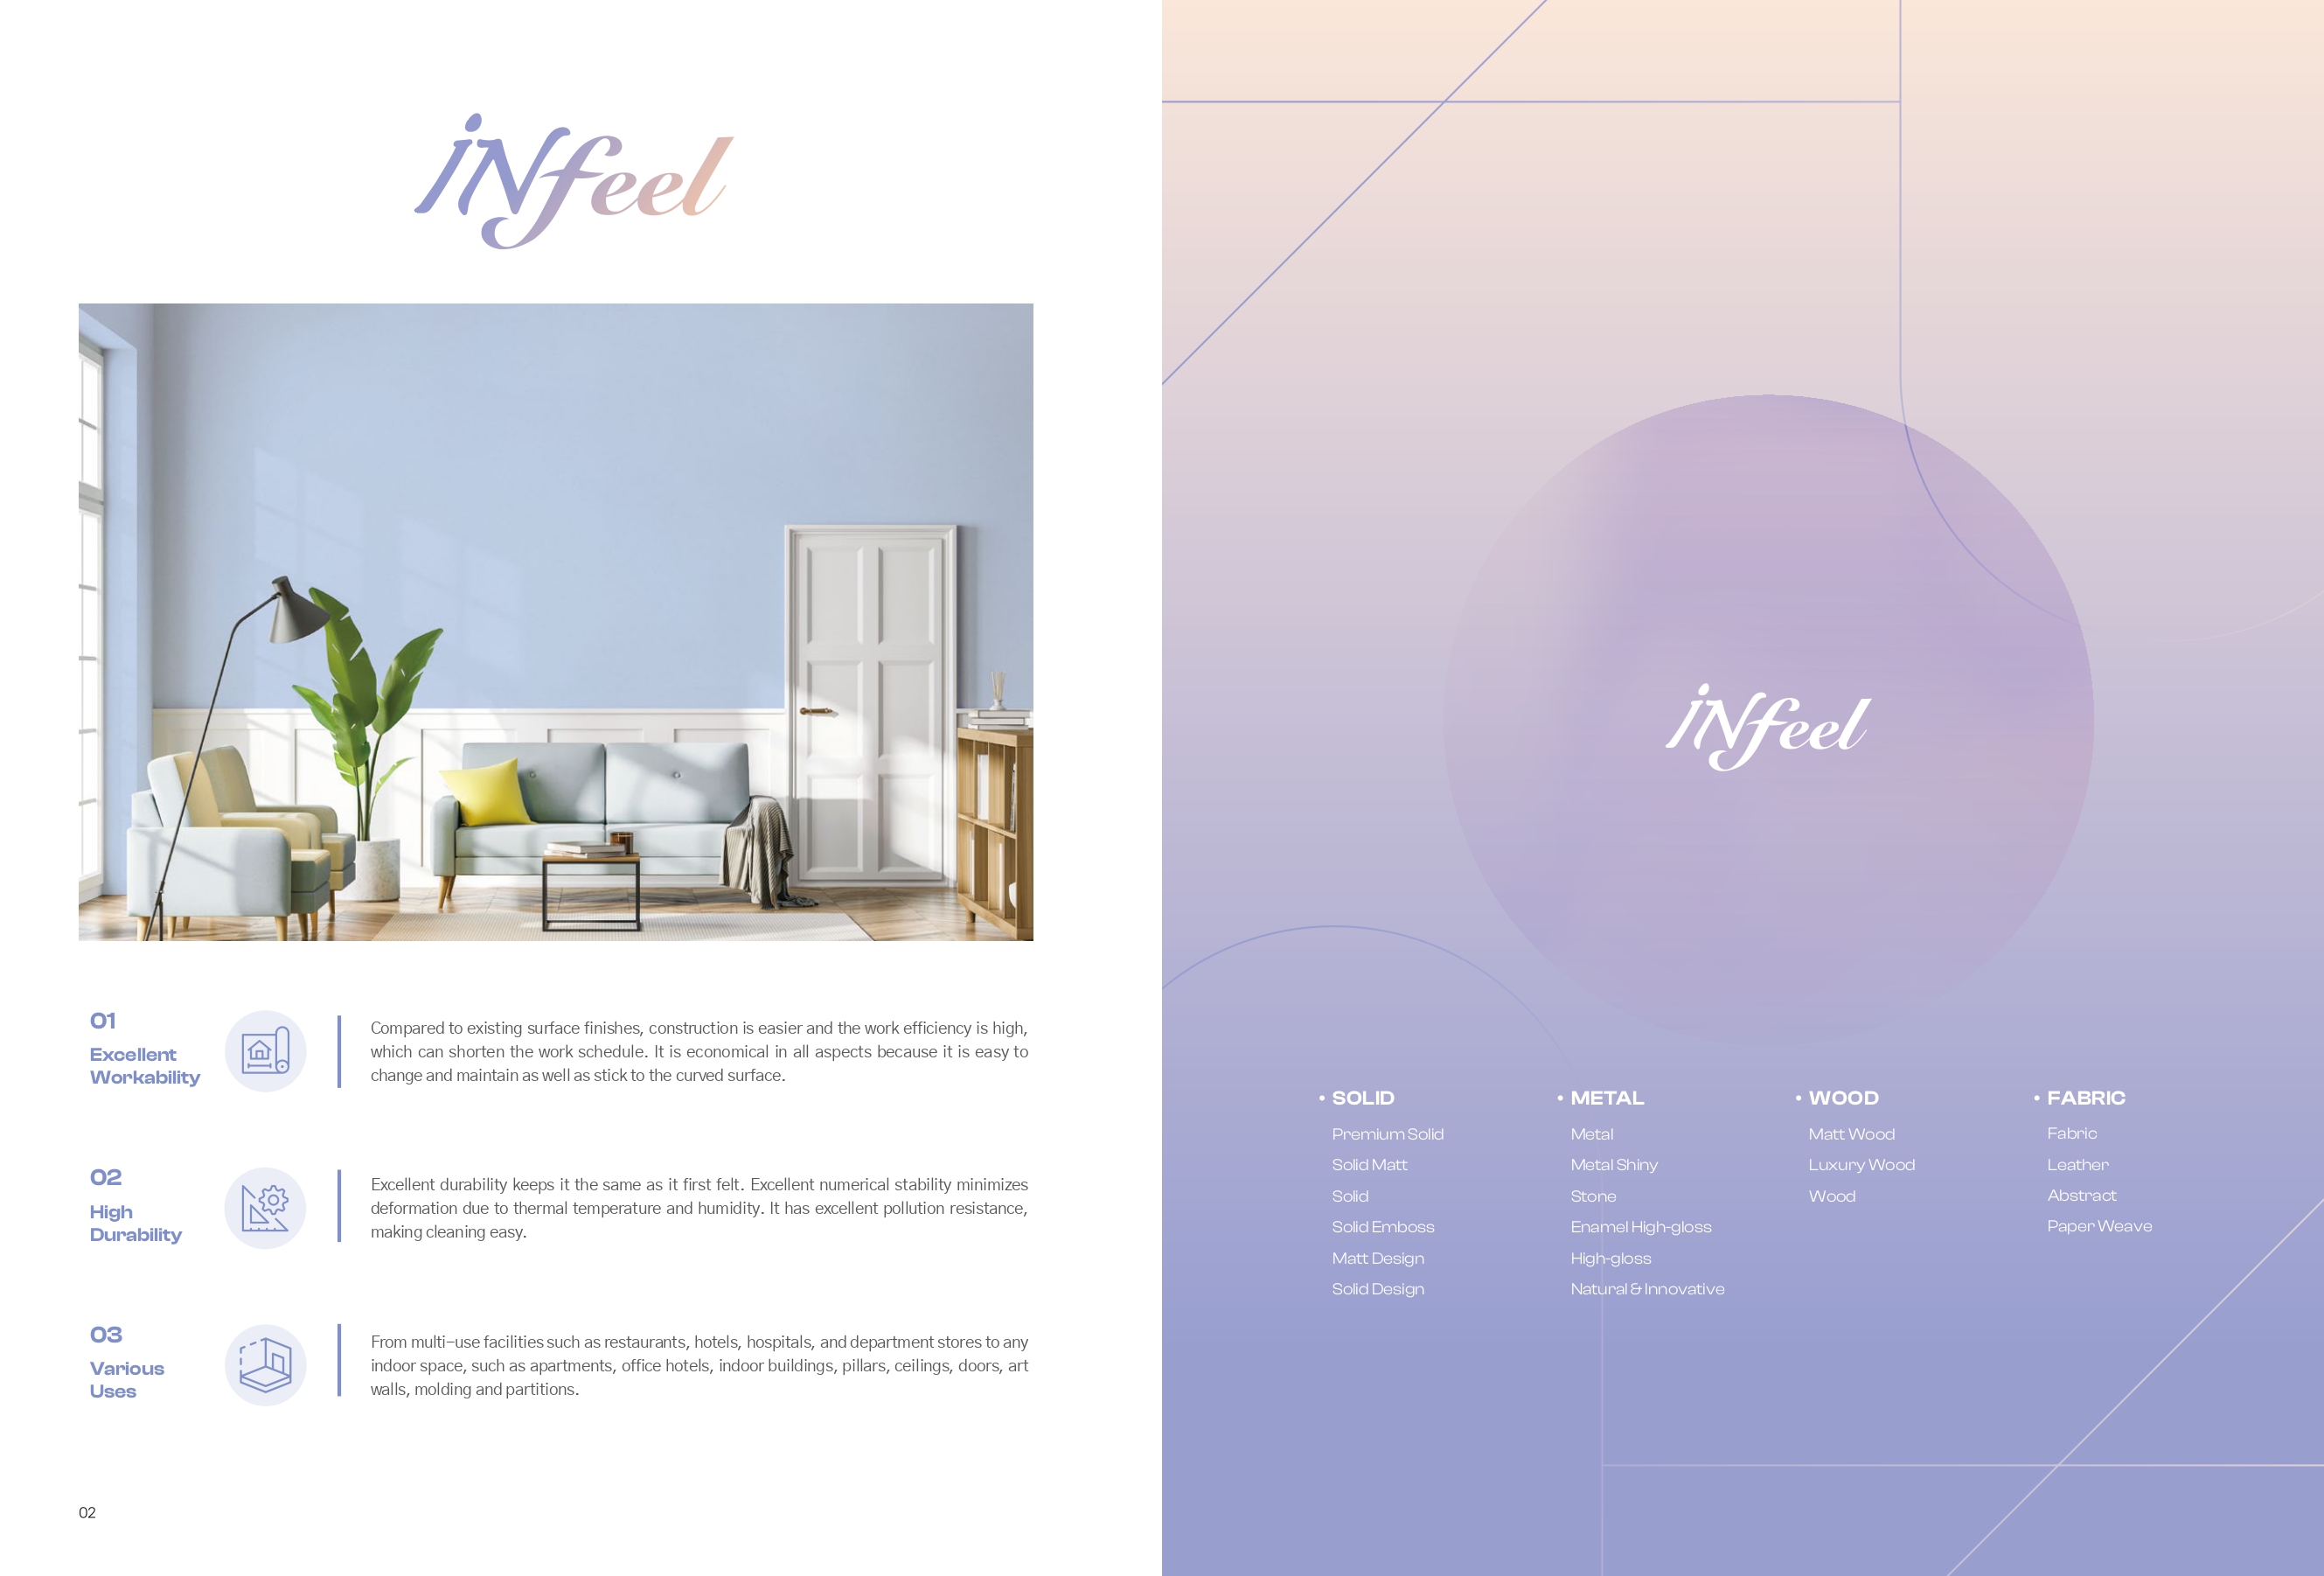 iNfeel
01
Excellent
Workability
Compared to existing surface finishes, construction is easier and the work efficiency is high,
which can shorten the work schedule. It is economical in all aspects because it is easy to
change and maintain as well as stick to the curved surface.
02
High
Durability
Excellent durability keeps it the same as it first felt. Excellent numerical stability minimizes
deformation due to thermal temperature and humidity. It has excellent pollution resistance,
making cleaning easy.
03
Various
Uses
From multi-use facilities such as restaurants, hotels, hospitals, and department stores to any
indoor space, such as apartments, office hotels, indoor buildings, pillars, ceilings, doors, art
walls, molding and partitions.
02
iNfeel
• SOLID
Premium Solid
Solid Matt
Solid
Solid Emboss
Matt Design
Solid Design
• METAL
Metal
Metal Shiny
Stone
Enamel High-gloss
High-gloss
Natural & Innovative
• WOOD
Matt Wood
Luxury Wood
Wood
• FABRIC
Fabric
Leather
Abstract
Paper Weave